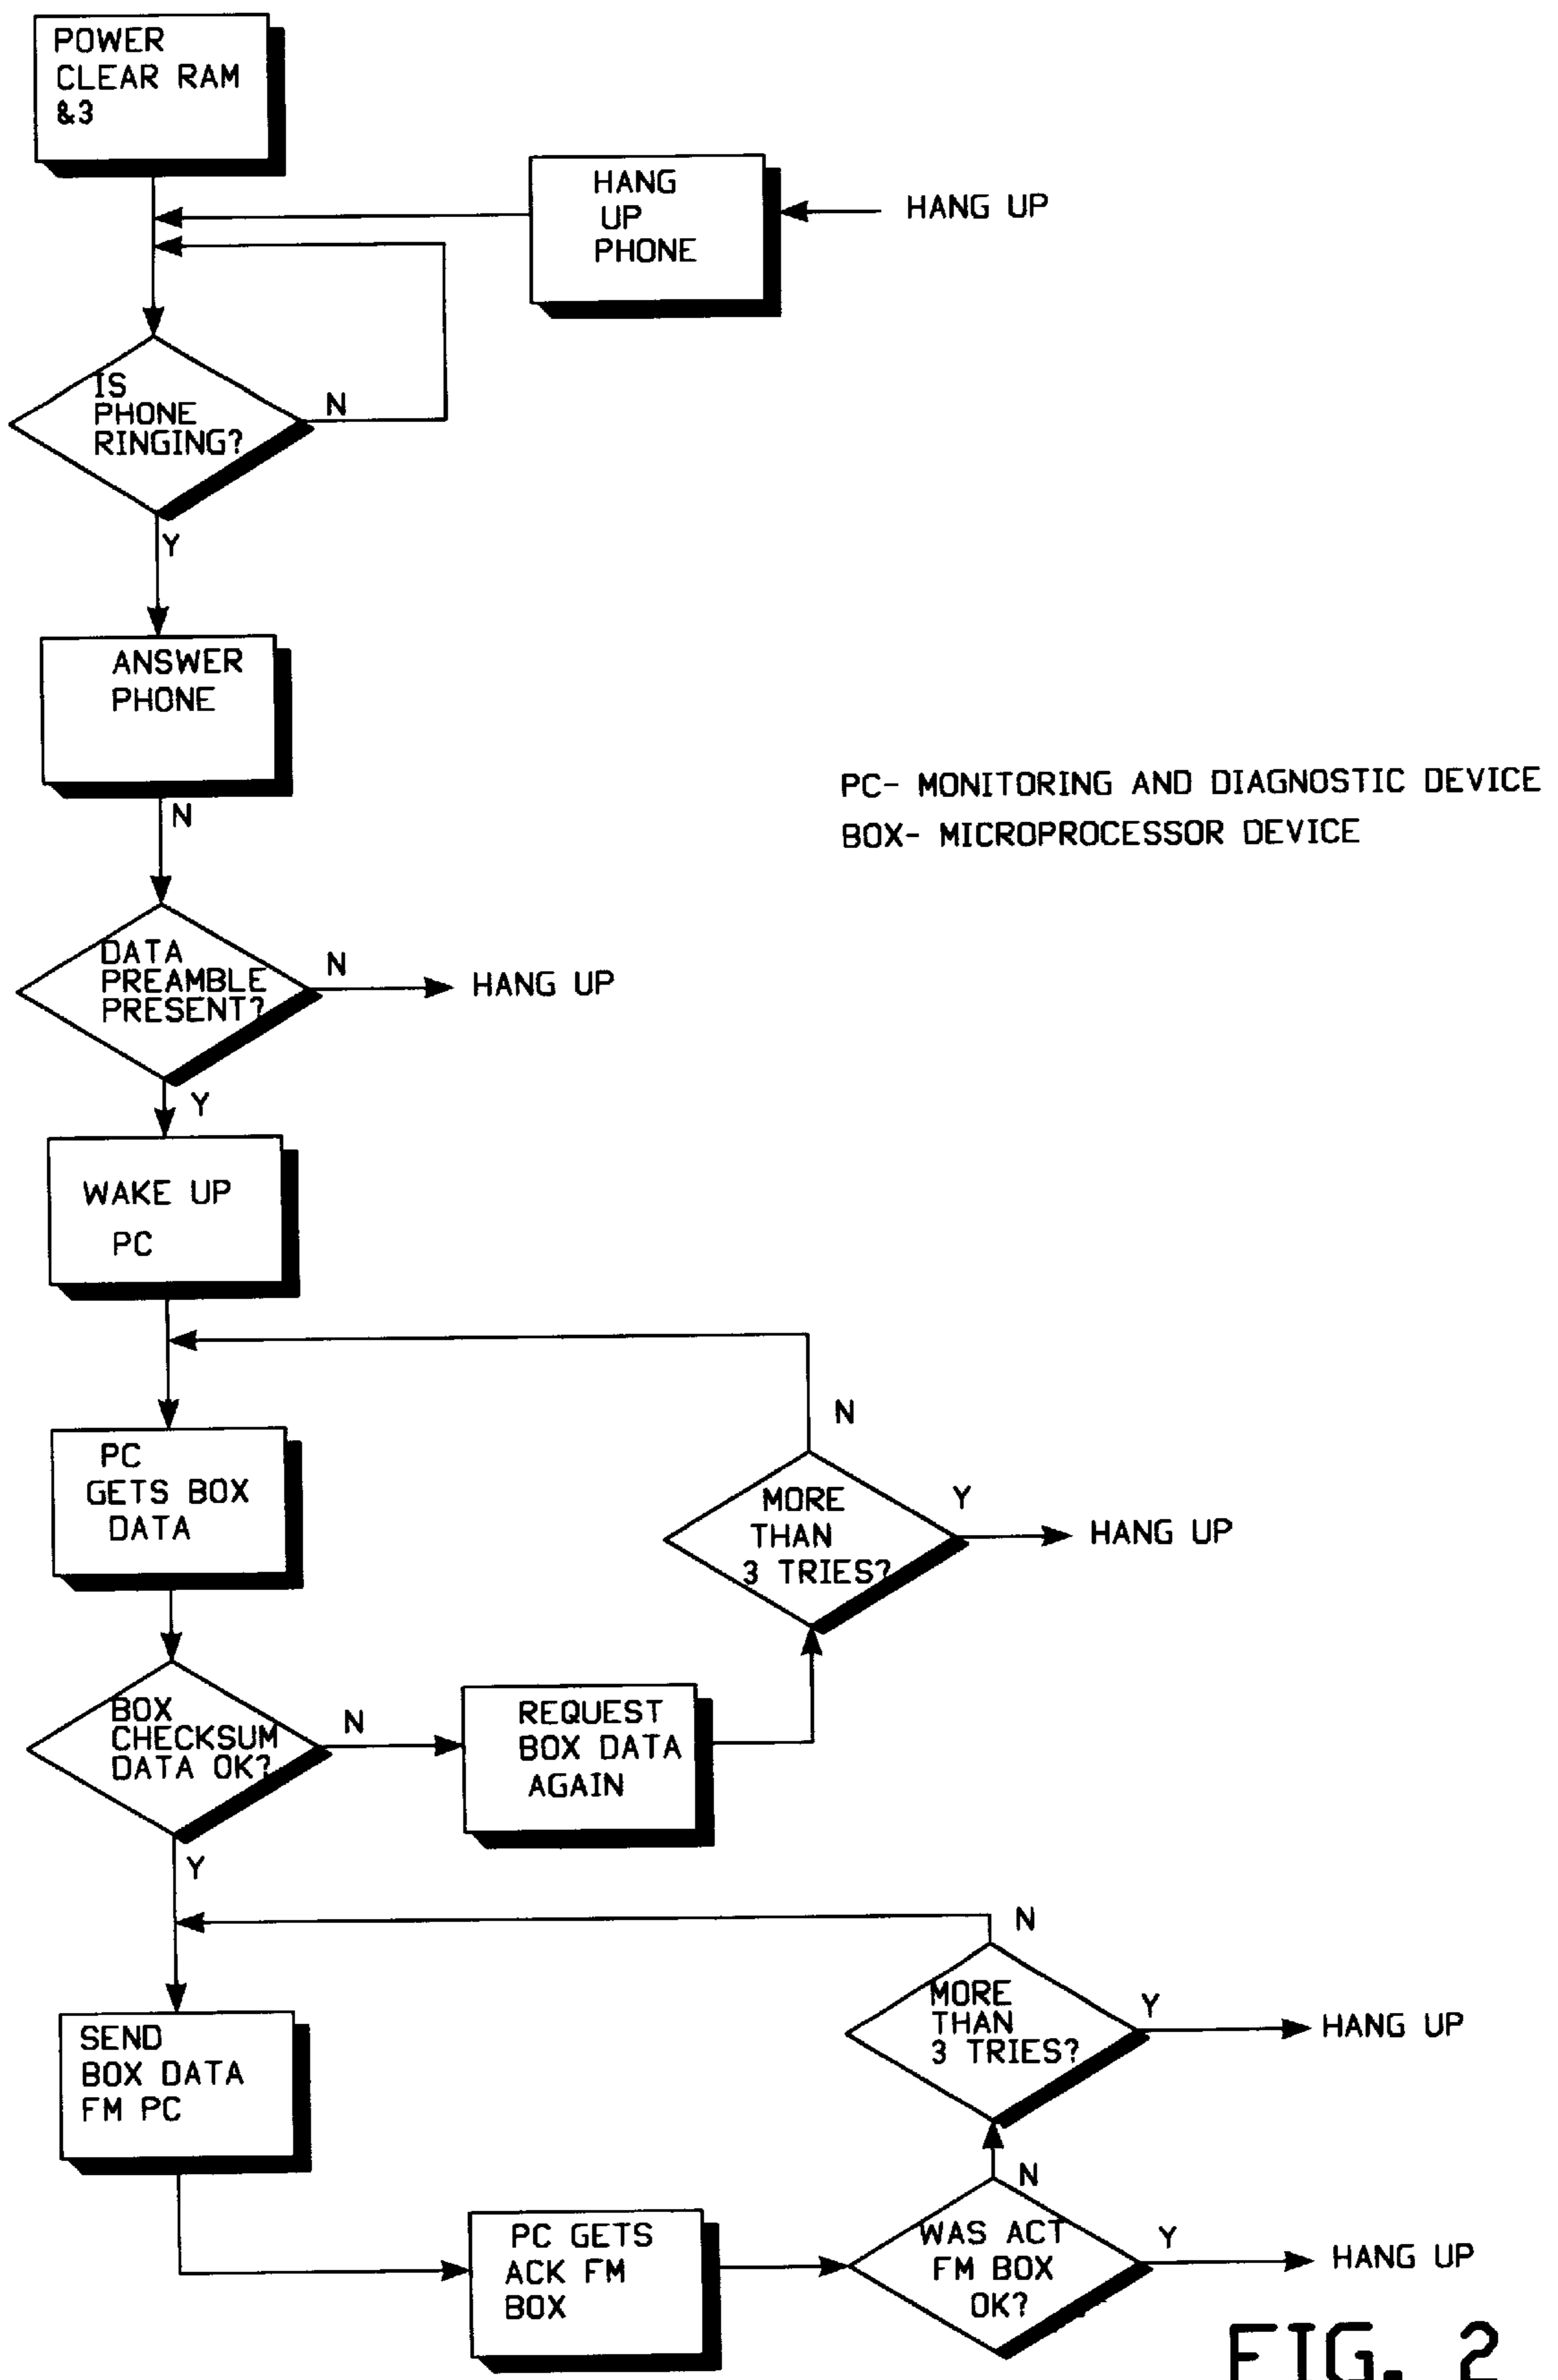 POWER
CLEAR RAM
&3
HANG
UP
PHONE
HANG UP
IS
PHONE
RINGING?
N
Y
ANSWER
PHONE
N
PC- MONITORING AND DIAGNOSTIC DEVICE
BOX- MICROPROCESSOR DEVICE
DATA
PREAMBLE
PRESENT?
N
HANG UP
Y
WAKE UP
PC
N
PC
GETS BOX
DATA
MORE
THAN
3 TRIES?
Y
HANG UP
BOX
CHECKSUM
DATA OK?
N
REQUEST
BOX DATA
AGAIN
Y
N
MORE
THAN
3 TRIES?
Y
HANG UP
SEND
BOX DATA
FM PC
N
PC GETS
ACK FM
BOX
WAS ACT
FM BOX
OK?
Y
HANG UP
FIG. 2